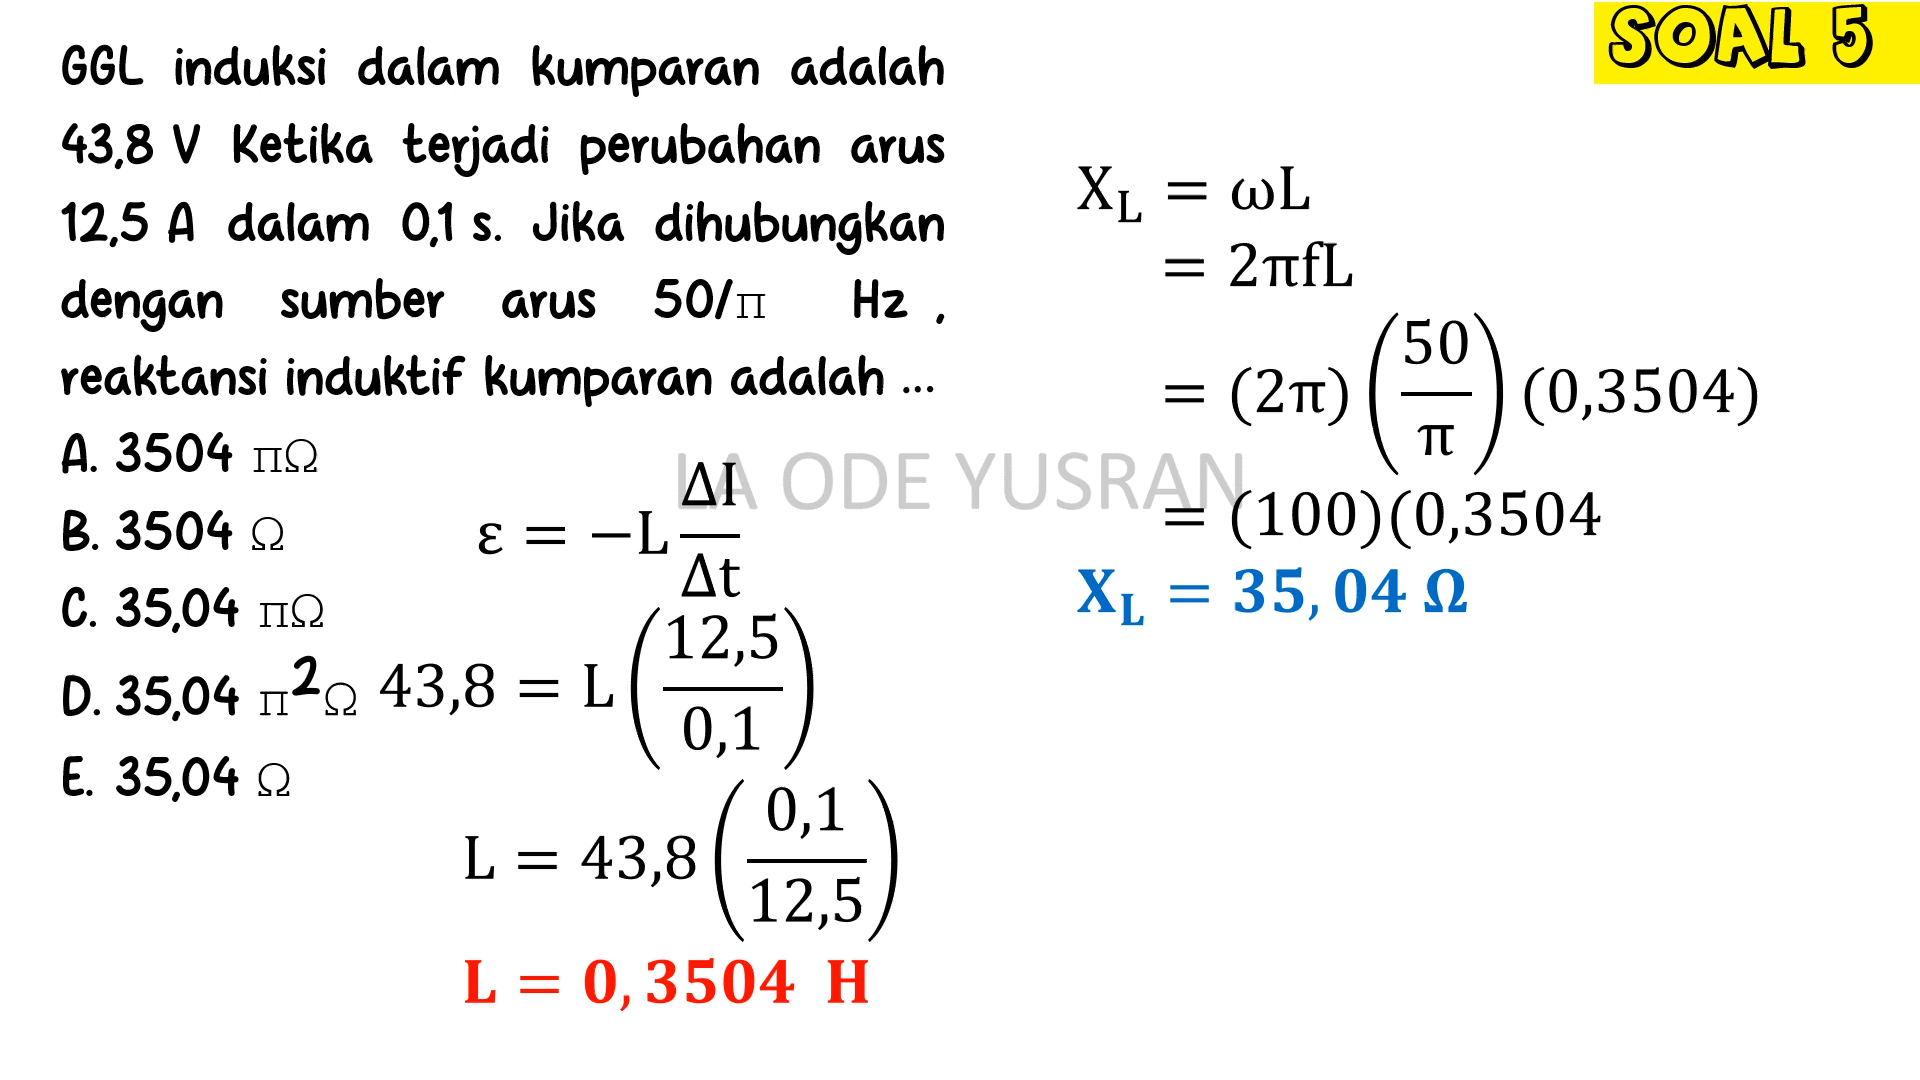 SOAL 5
GGL induksi dalam kumparan adalah
43,8 V Ketika terjadi perubahan arus
12,5 A dalam 0,1 s. Jika dihubungkan
dengan sumber arus 50/π Hz ,
reaktansi induktif kumparan adalah ...
A. 3504 πΩ
B. 3504 Ω
C. 35,04 πΩ
D. 35,04 π²Ω
E. 35,04 Ω
ε = −L ΔI/Δt
43,8 = L (12,5/0,1)
L = 43,8 (0,1/12,5)
L = 0,3504 H
X_L = ωL
= 2πfL
= (2π) (50/π) (0,3504)
= (100)(0,3504
X_L = 35,04 Ω
LA ODE YUSRAN